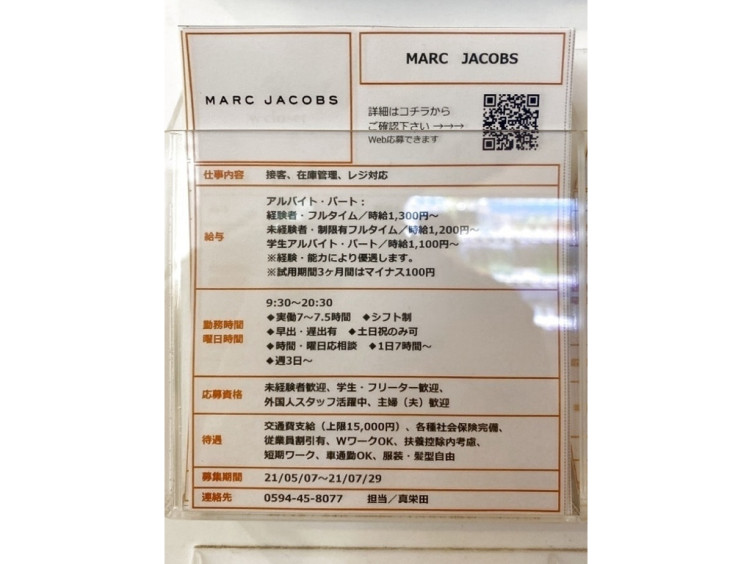 MARC JACOBS
MARC JACOBS
詳細はコチラから
ご確認下さい →→→
Web応募できます
仕事内容 接客、在庫管理、レジ対応
給与
アルバイト・パート：
経験者・フルタイム／時給1,300円～
未経験者・制限有フルタイム／時給1,200円～
学生アルバイト・パート／時給1,100円～
※経験・能力により優遇します。
※試用期間3ヶ月間はマイナス100円
勤務時間
曜日時間
9:30～20:30
◆実働7～7.5時間 ◆シフト制
◆早出・遅出有 ◆土日祝のみ可
◆時間・曜日応相談 ◆1日7時間～
◆週3日～
応募資格
未経験者歓迎、学生・フリーター歓迎、
外国人スタッフ活躍中、主婦（夫）歓迎
待遇
交通費支給（上限15,000円）、各種社会保険完備、
従業員割引有、WワークOK、扶養控除内考慮、
短期ワーク、車通勤OK、服装・髪型自由
募集期間 21/05/07～21/07/29
連絡先 0594-45-8077 担当／真栄田